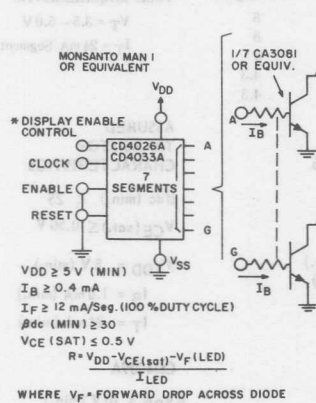 MONSANTO MAN I
OR EQUIVALENT
1/7 CA3081
OR EQUIV.
VDD
* DISPLAY ENABLE
CONTROL
CLOCK
ENABLE
RESET
CD4026A
CD4033A
7
SEGMENTS
A
G
VSS
A
IB
G
IB
VDD ≥ 5 V (MIN)
IB ≥ 0.4 mA
IF ≥ 12 mA/Seg. (100 % DUTY CYCLE)
βdc (MIN) ≥ 30
VCE (SAT) ≤ 0.5 V
R= VDD-VCE(sat)-VF (LED)
ILED
WHERE VF = FORWARD DROP ACROSS DIODE